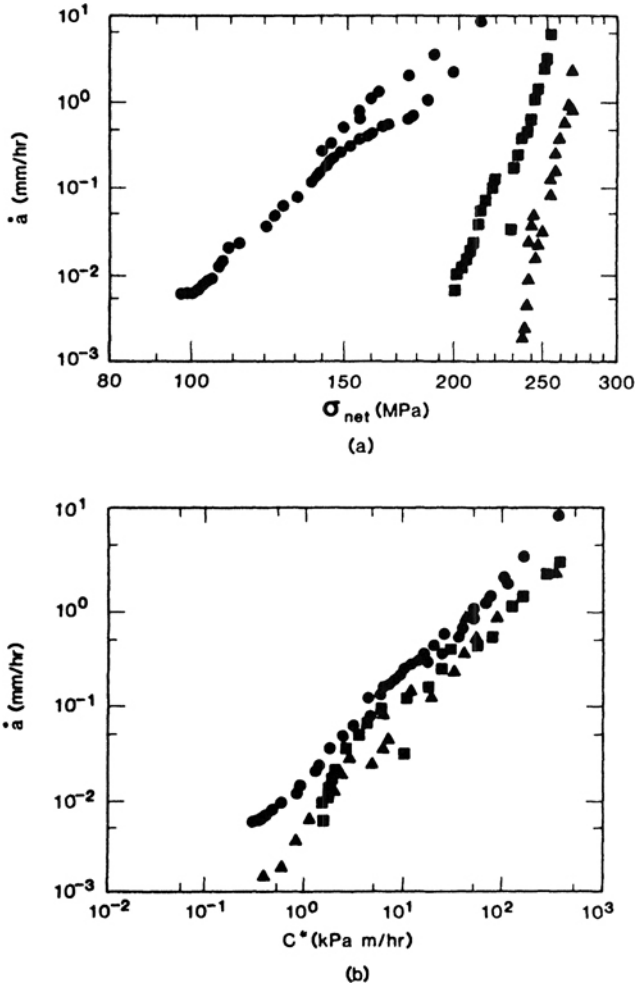 10¹
10⁰
10⁻¹
10⁻²
10⁻³
ȧ (mm/hr)
80 100 150 200 250 300
σnet (MPa)
(a)
10¹
10⁰
10⁻¹
10⁻²
10⁻³
ȧ (mm/hr)
10⁻² 10⁻¹ 10⁰ 10¹ 10² 10³
C* (kPa m/hr)
(b)